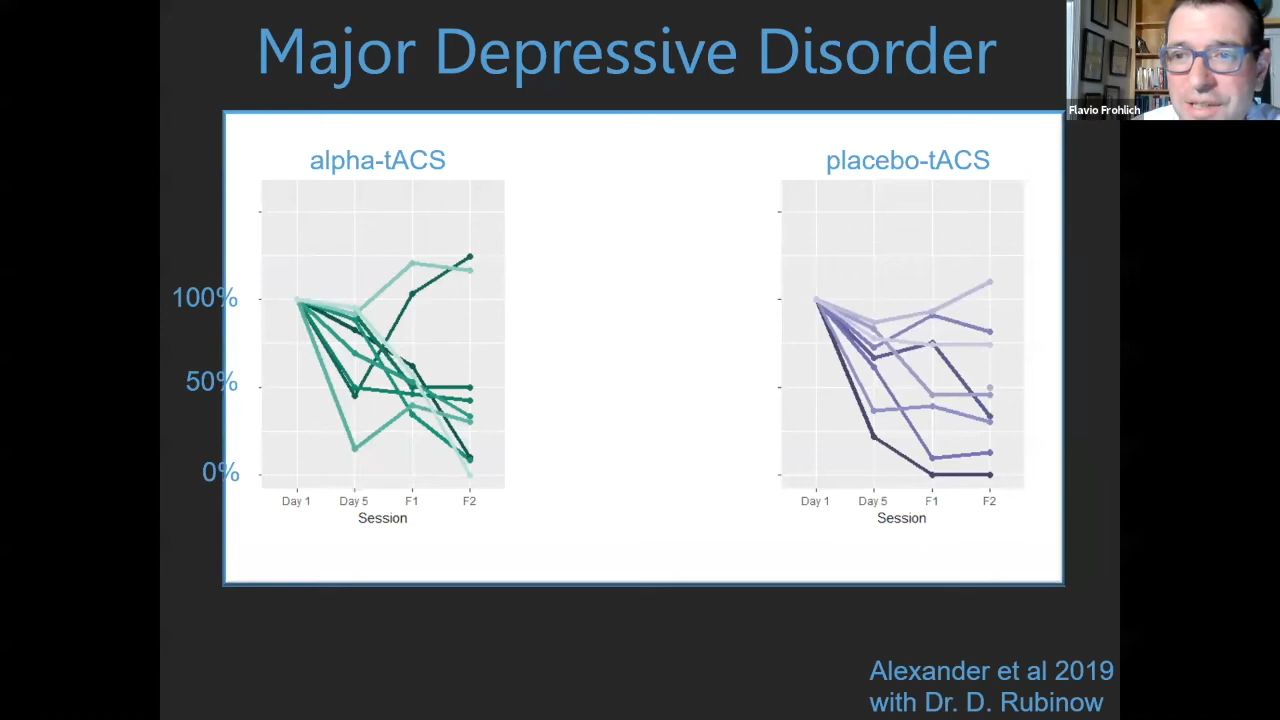 Major Depressive Disorder
Flavio Frohlich
alpha-tACS
placebo-tACS
100%
50%
0%
Day 1 Day 5 F1 F2
Session
Day 1 Day 5 F1 F2
Session
Alexander et al 2019
with Dr. D. Rubinow